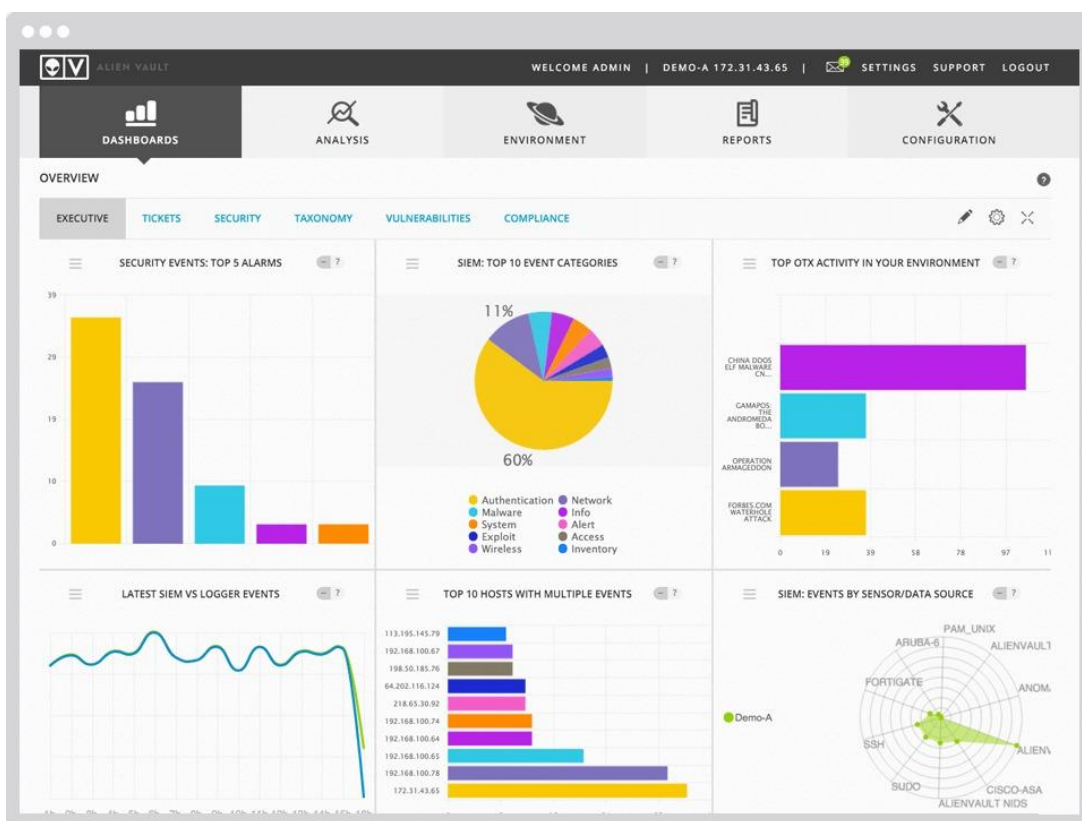 ALIEN VAULT
WELCOME ADMIN | DEMO-A 172.31.43.65 | 39 SETTINGS SUPPORT LOGOUT
DASHBOARDS ANALYSIS ENVIRONMENT REPORTS CONFIGURATION
OVERVIEW ?
EXECUTIVE TICKETS SECURITY TAXONOMY VULNERABILITIES COMPLIANCE
SECURITY EVENTS: TOP 5 ALARMS ?
39
29
19
10
0
SIEM: TOP 10 EVENT CATEGORIES ?
11%
60%
Authentication Network
Malware Info
System Alert
Exploit Access
Wireless Inventory
TOP OTX ACTIVITY IN YOUR ENVIRONMENT ?
CHINA DDOS
ELF MALWARE
CN...
GAMAPOS:
THE
ANDROMEDA
BO...
OPERATION
ARMAGEDDON
FORBES.COM
WATERHOLE
ATTACK
0 19 39 58 78 97 11
LATEST SIEM VS LOGGER EVENTS ?
TOP 10 HOSTS WITH MULTIPLE EVENTS ?
113.195.145.79
192.168.100.67
198.50.185.76
64.202.116.124
218.65.30.92
192.168.100.74
192.168.100.64
192.168.100.65
192.168.100.78
172.31.43.65
SIEM: EVENTS BY SENSOR/DATA SOURCE ?
Demo-A
PAM_UNIX
ARUBA-6
ALIENVAULT
FORTIGATE
ANOM
SSH
ALIENV
SUDO
CISCO-ASA
ALIENVAULT NIDS